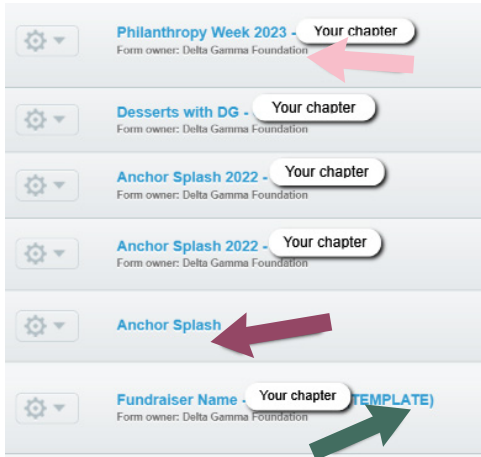 Philanthropy Week 2023 - Your chapter
Form owner: Delta Gamma Foundation
Desserts with DG - Your chapter
Form owner: Delta Gamma Foundation
Anchor Splash 2022 - Your chapter
Form owner: Delta Gamma Foundation
Anchor Splash 2022 - Your chapter
Form owner: Delta Gamma Foundation
Anchor Splash
Fundraiser Name - Your chapter TEMPLATE)
Form owner: Delta Gamma Foundation